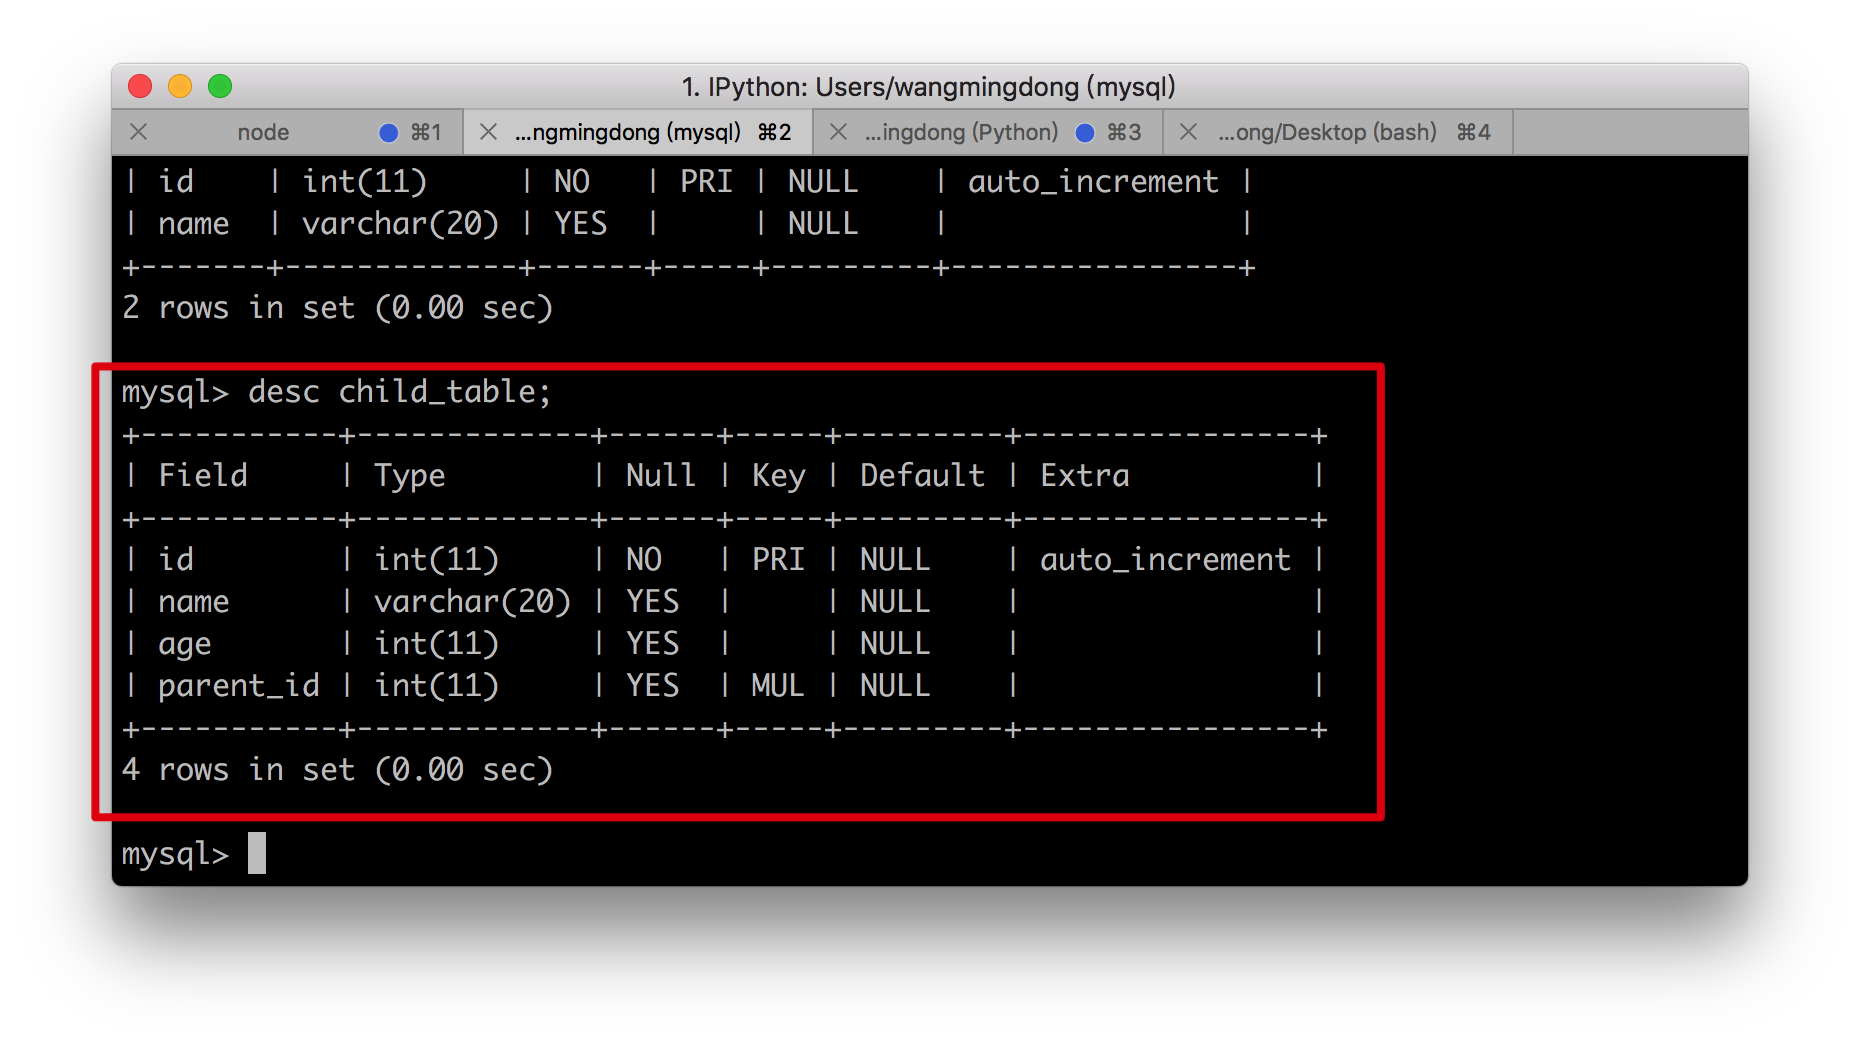 1. IPython: Users/wangmingdong (mysql)
node ⌘1 ...ngmingdong (mysql) ⌘2 ...ingdong (Python) ⌘3 ...ong/Desktop (bash) ⌘4
| id    | int(11)     | NO   | PRI | NULL    | auto_increment |
| name  | varchar(20) | YES  |     | NULL    |                |
+-------+-------------+------+-----+---------+----------------+
2 rows in set (0.00 sec)
mysql> desc child_table;
+-----------+-------------+------+-----+---------+----------------+
| Field     | Type        | Null | Key | Default | Extra          |
+-----------+-------------+------+-----+---------+----------------+
| id        | int(11)     | NO   | PRI | NULL    | auto_increment |
| name      | varchar(20) | YES  |     | NULL    |                |
| age       | int(11)     | YES  |     | NULL    |                |
| parent_id | int(11)     | YES  | MUL | NULL    |                |
+-----------+-------------+------+-----+---------+----------------+
4 rows in set (0.00 sec)
mysql>